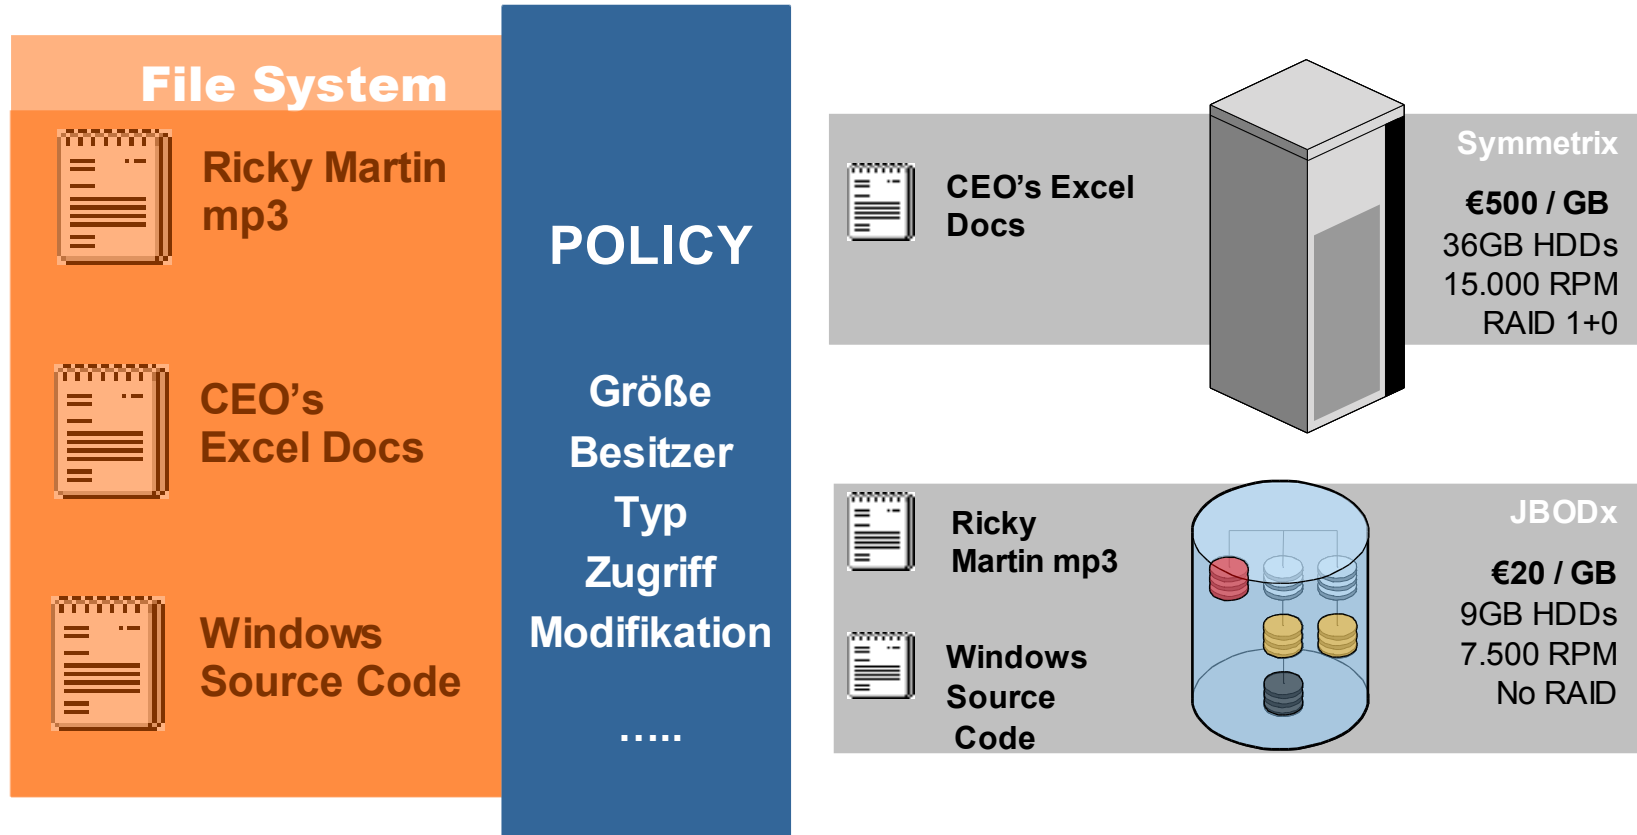 File System
Ricky Martin
mp3
CEO’s
Excel Docs
Windows
Source Code
POLICY
Größe
Besitzer
Typ
Zugriff
Modifikation
…..
CEO’s Excel
Docs
Symmetrix
€500 / GB
36GB HDDs
15.000 RPM
RAID 1+0
Ricky
Martin mp3
Windows
Source
Code
JBODx
€20 / GB
9GB HDDs
7.500 RPM
No RAID